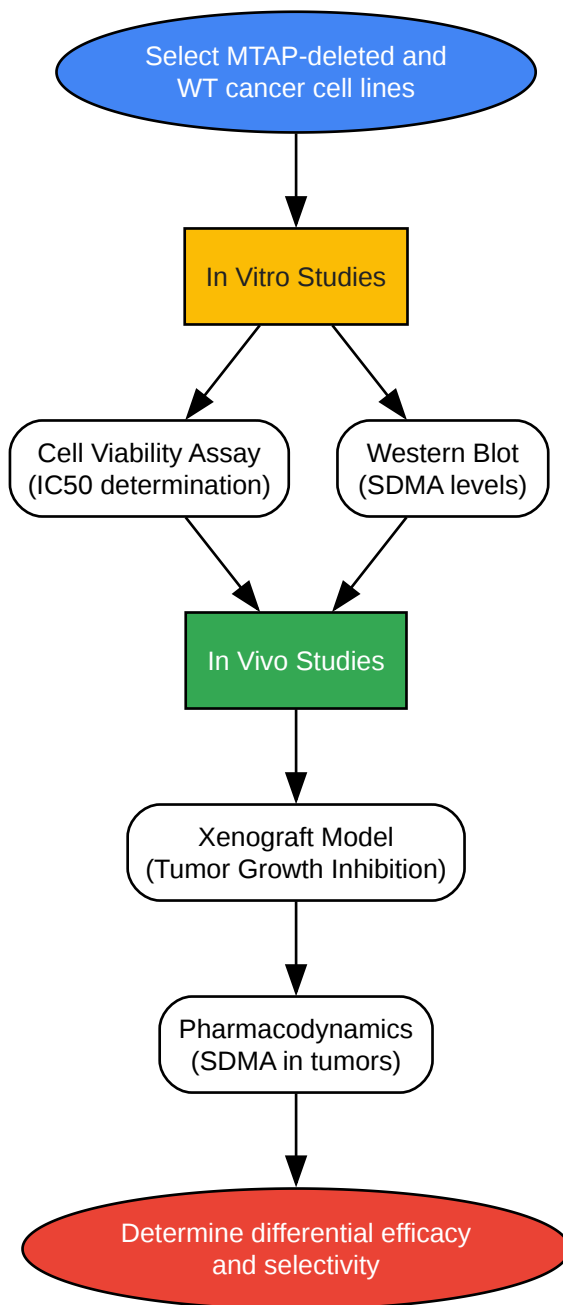 Select MTAP-deleted and
WT cancer cell lines
In Vitro Studies
Cell Viability Assay
(IC50 determination)
Western Blot
(SDMA levels)
In Vivo Studies
Xenograft Model
(Tumor Growth Inhibition)
Pharmacodynamics
(SDMA in tumors)
Determine differential efficacy
and selectivity